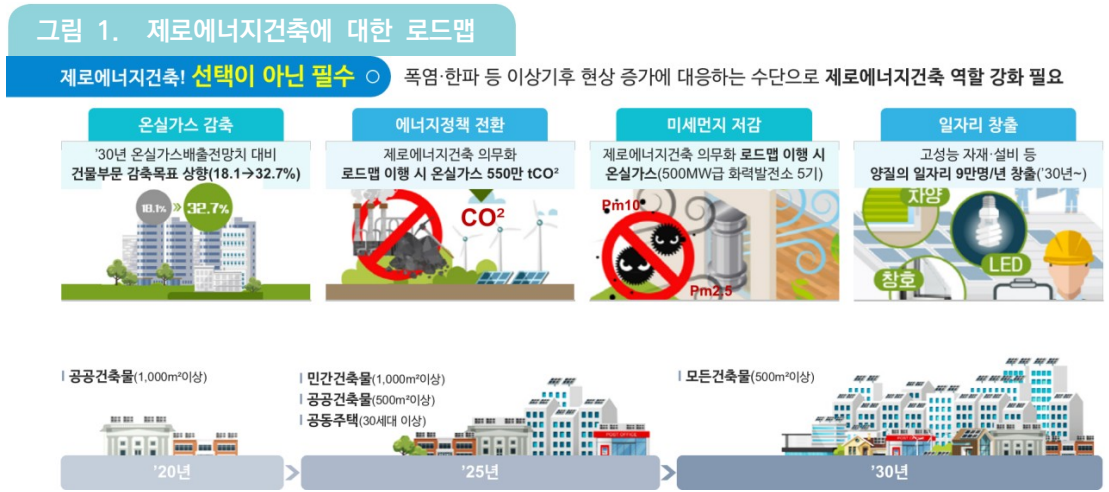 그림 1. 제로에너지건축에 대한 로드맵
제로에너지건축! 선택이 아닌 필수
폭염·한파 등 이상기후 현상 증가에 대응하는 수단으로 제로에너지건축 역할 강화 필요
온실가스 감축
'30년 온실가스배출전망치 대비
건물부문 감축목표 상향(18.1→32.7%)
18.1% » 32.7%
에너지정책 전환
제로에너지건축 의무화
로드맵 이행 시 온실가스 550만 tCO²
CO²
미세먼지 저감
제로에너지건축 의무화 로드맵 이행 시
온실가스(500MW급 화력발전소 5기)
Pm10
Pm2.5
일자리 창출
고성능 자재·설비 등
양질의 일자리 9만명/년 창출('30년~)
자양
LED
창호
공공건축물(1,000m²이상)
'20년
민간건축물(1,000m²이상)
공공건축물(500m²이상)
공동주택(30세대 이상)
POST OFFICE
'25년
모든건축물(500m²이상)
POST OFFICE
'30년